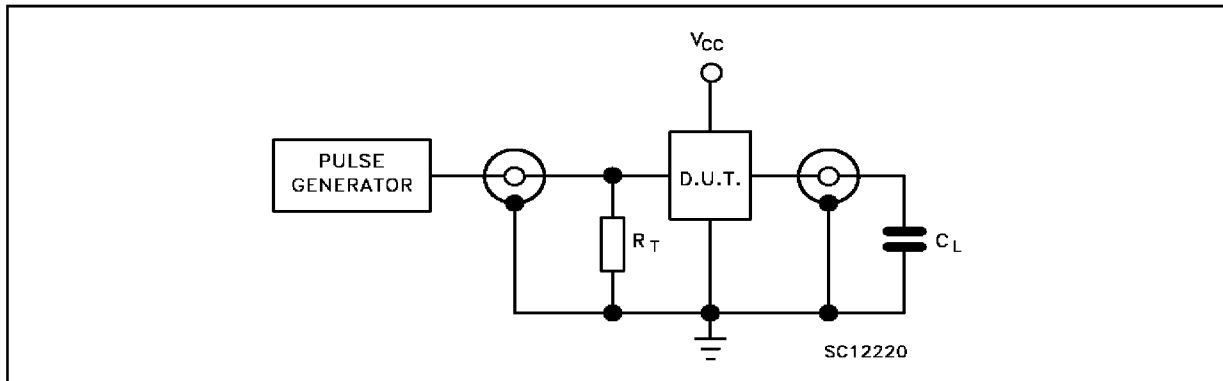 VCC
PULSE
GENERATOR
D.U.T.
RT
CL
SC12220